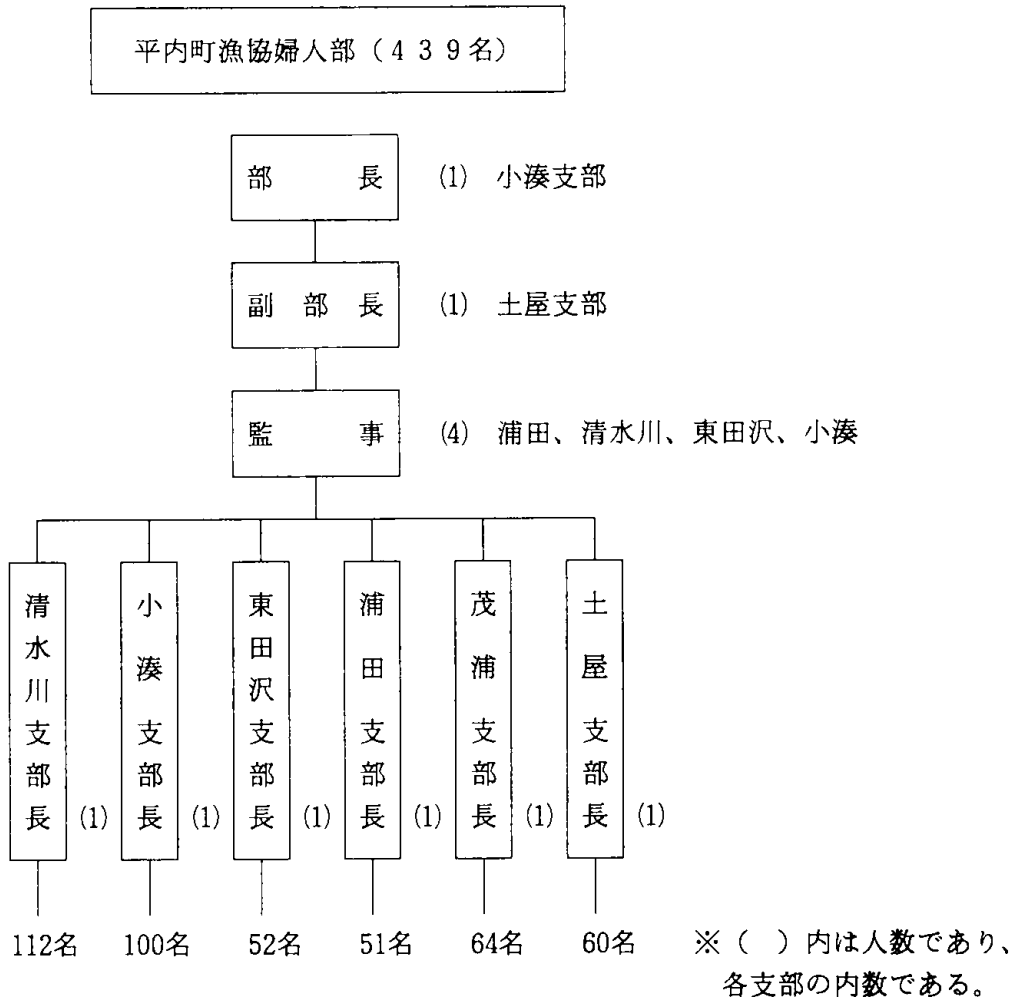 平内町漁協婦人部(439名)
部長 (1) 小湊支部
副部長 (1) 土屋支部
監事 (4) 浦田、清水川、東田沢、小湊
清水川支部長 (1)
小湊支部長 (1)
東田沢支部長 (1)
浦田支部長 (1)
茂浦支部長 (1)
土屋支部長 (1)
112名 100名 52名 51名 64名 60名
※( )内は人数であり、
各支部の内数である。